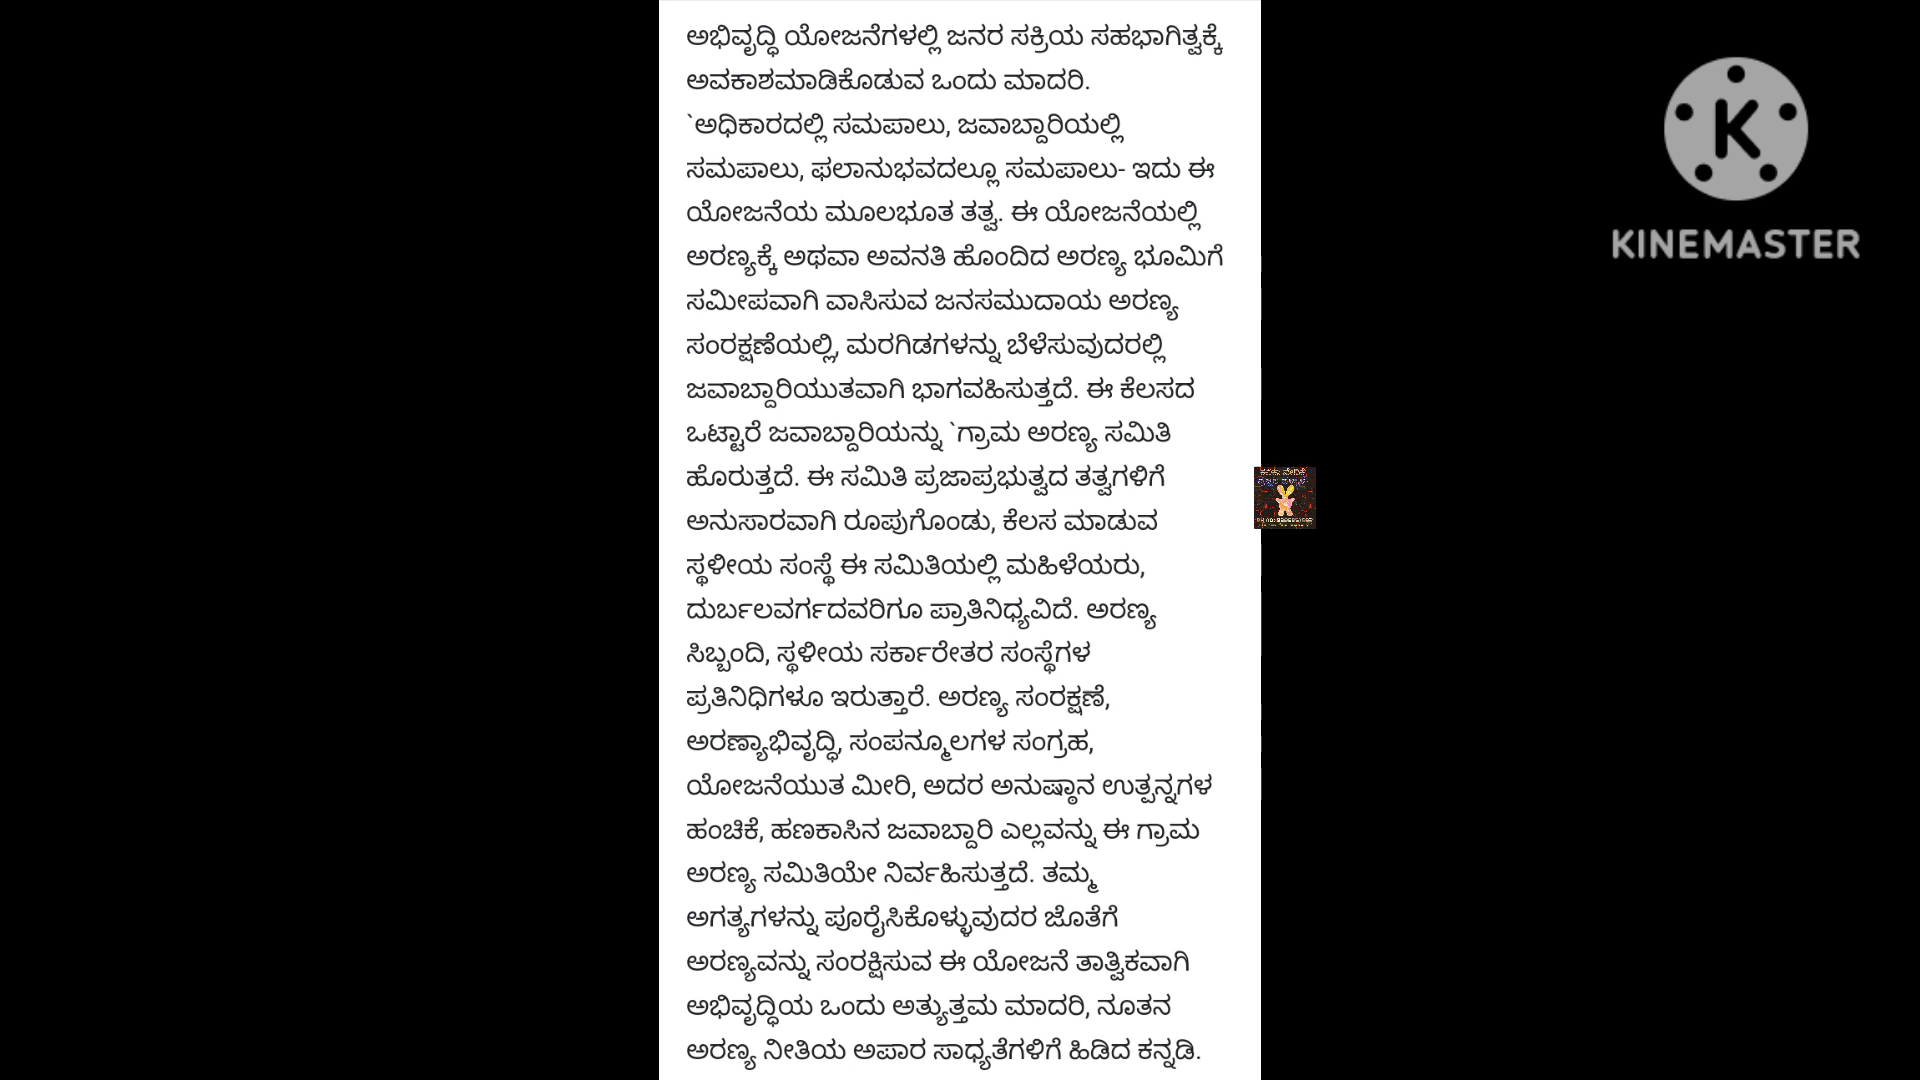 ಅಭಿವೃದ್ಧಿ ಯೋಜನೆಗಳಲ್ಲಿ ಜನರ ಸಕ್ರಿಯ ಸಹಭಾಗಿತ್ವಕ್ಕೆ
ಅವಕಾಶಮಾಡಿಕೊಡುವ ಒಂದು ಮಾದರಿ.
`ಅಧಿಕಾರದಲ್ಲಿ ಸಮಪಾಲು, ಜವಾಬ್ದಾರಿಯಲ್ಲಿ
ಸಮಪಾಲು, ಫಲಾನುಭವದಲ್ಲೂ ಸಮಪಾಲು- ಇದು ಈ
ಯೋಜನೆಯ ಮೂಲಭೂತ ತತ್ವ. ಈ ಯೋಜನೆಯಲ್ಲಿ
ಅರಣ್ಯಕ್ಕೆ ಅಥವಾ ಅವನತಿ ಹೊಂದಿದ ಅರಣ್ಯ ಭೂಮಿಗೆ
ಸಮೀಪವಾಗಿ ವಾಸಿಸುವ ಜನಸಮುದಾಯ ಅರಣ್ಯ
ಸಂರಕ್ಷಣೆಯಲ್ಲಿ, ಮರಗಿಡಗಳನ್ನು ಬೆಳೆಸುವುದರಲ್ಲಿ
ಜವಾಬ್ದಾರಿಯುತವಾಗಿ ಭಾಗವಹಿಸುತ್ತದೆ. ಈ ಕೆಲಸದ
ಒಟ್ಟಾರೆ ಜವಾಬ್ದಾರಿಯನ್ನು `ಗ್ರಾಮ ಅರಣ್ಯ ಸಮಿತಿ
ಹೊರುತ್ತದೆ. ಈ ಸಮಿತಿ ಪ್ರಜಾಪ್ರಭುತ್ವದ ತತ್ವಗಳಿಗೆ
ಅನುಸಾರವಾಗಿ ರೂಪುಗೊಂಡು, ಕೆಲಸ ಮಾಡುವ
ಸ್ಥಳೀಯ ಸಂಸ್ಥೆ ಈ ಸಮಿತಿಯಲ್ಲಿ ಮಹಿಳೆಯರು,
ದುರ್ಬಲವರ್ಗದವರಿಗೂ ಪ್ರಾತಿನಿಧ್ಯವಿದೆ. ಅರಣ್ಯ
ಸಿಬ್ಬಂದಿ, ಸ್ಥಳೀಯ ಸರ್ಕಾರೇತರ ಸಂಸ್ಥೆಗಳ
ಪ್ರತಿನಿಧಿಗಳೂ ಇರುತ್ತಾರೆ. ಅರಣ್ಯ ಸಂರಕ್ಷಣೆ,
ಅರಣ್ಯಾಭಿವೃದ್ಧಿ, ಸಂಪನ್ಮೂಲಗಳ ಸಂಗ್ರಹ,
ಯೋಜನೆಯುತ ಮೀರಿ, ಅದರ ಅನುಷ್ಠಾನ ಉತ್ಪನ್ನಗಳ
ಹಂಚಿಕೆ, ಹಣಕಾಸಿನ ಜವಾಬ್ದಾರಿ ಎಲ್ಲವನ್ನು ಈ ಗ್ರಾಮ
ಅರಣ್ಯ ಸಮಿತಿಯೇ ನಿರ್ವಹಿಸುತ್ತದೆ. ತಮ್ಮ
ಅಗತ್ಯಗಳನ್ನು ಪೂರೈಸಿಕೊಳ್ಳುವುದರ ಜೊತೆಗೆ
ಅರಣ್ಯವನ್ನು ಸಂರಕ್ಷಿಸುವ ಈ ಯೋಜನೆ ತಾತ್ವಿಕವಾಗಿ
ಅಭಿವೃದ್ಧಿಯ ಒಂದು ಅತ್ಯುತ್ತಮ ಮಾದರಿ, ನೂತನ
ಅರಣ್ಯ ನೀತಿಯ ಅಪಾರ ಸಾಧ್ಯತೆಗಳಿಗೆ ಹಿಡಿದ ಕನ್ನಡಿ.
K
KINEMASTER